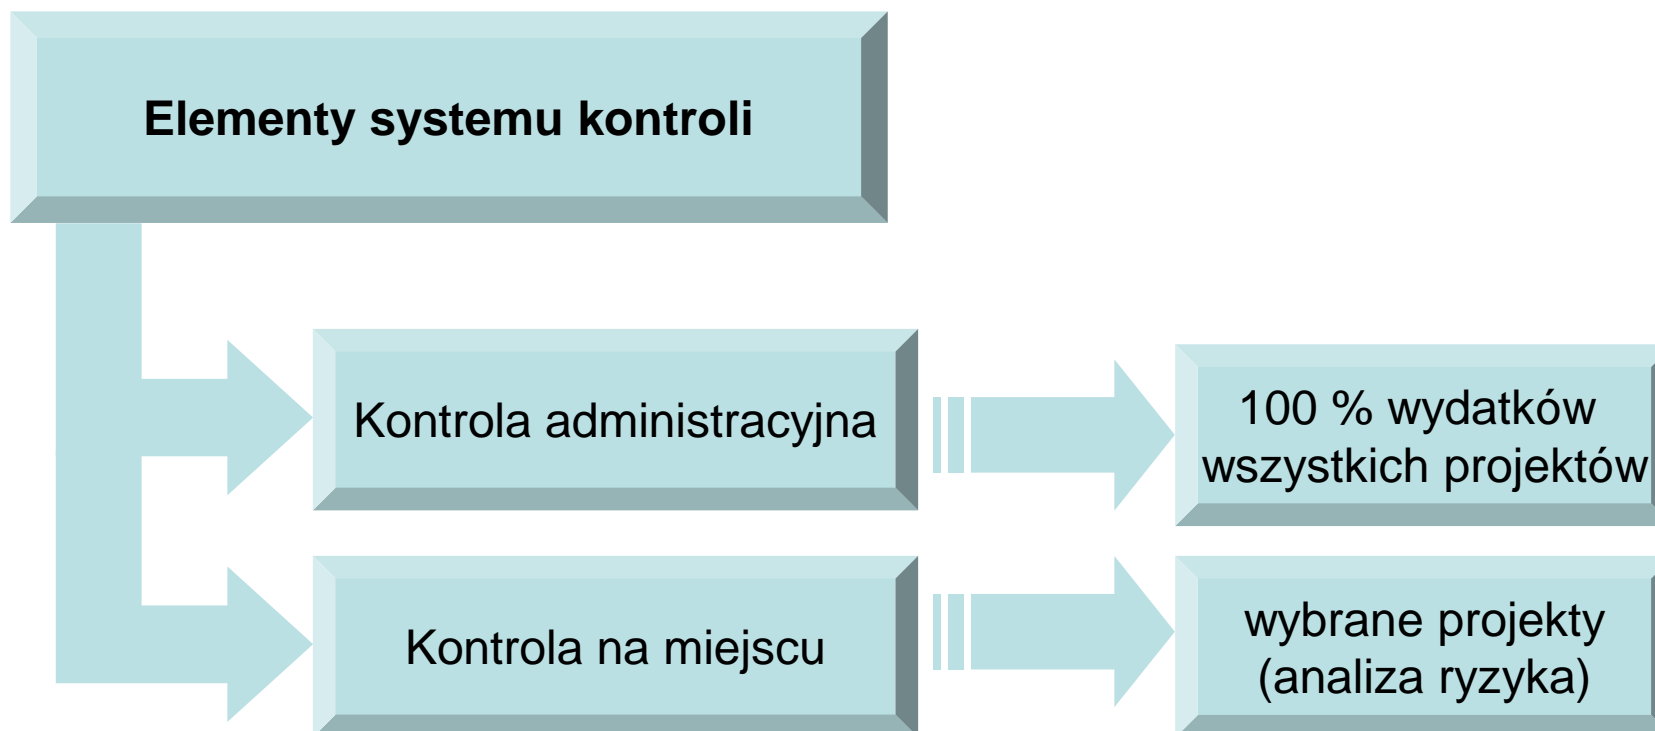 Elementy systemu kontroli
Kontrola administracyjna
100 % wydatków
wszystkich projektów
Kontrola na miejscu
wybrane projekty
(analiza ryzyka)